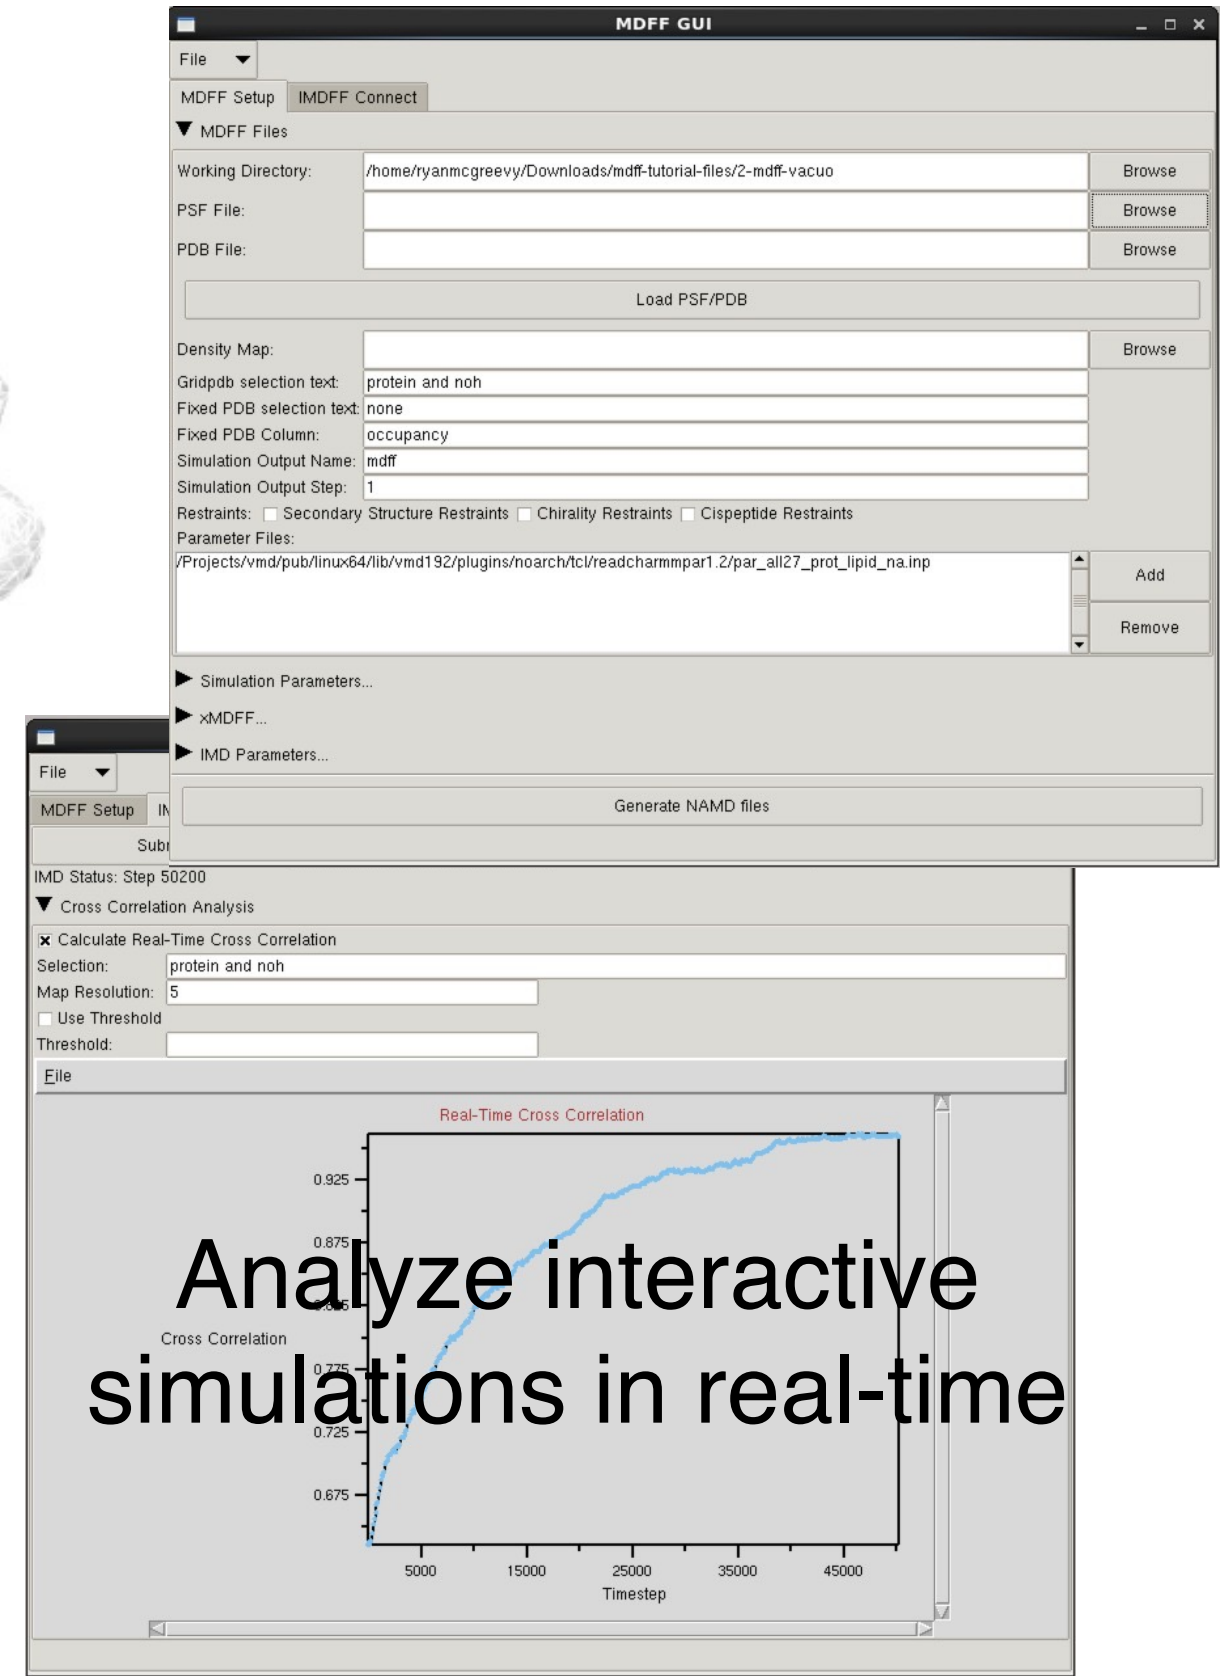 MDFF GUI
File
MDFF Setup IMDFF Connect
MDFF Files
Working Directory: /home/ryanmcgreevy/Downloads/mdff-tutorial-files/2-mdff-vacuo Browse
PSF File: Browse
PDB File: Browse
Load PSF/PDB
Density Map: Browse
Gridpdb selection text: protein and noh
Fixed PDB selection text: none
Fixed PDB Column: occupancy
Simulation Output Name: mdff
Simulation Output Step: 1
Restraints: Secondary Structure Restraints Chirality Restraints Cispeptide Restraints
Parameter Files:
/Projects/vmd/pub/linux64/lib/vmd192/plugins/noarch/tcl/readcharmmpar1.2/par_all27_prot_lipid_na.inp
Add
Remove
Simulation Parameters...
xMDFF...
IMD Parameters...
Generate NAMD files
File
MDFF Setup
IMD Status: Step 50200
Cross Correlation Analysis
Calculate Real-Time Cross Correlation
Selection: protein and noh
Map Resolution: 5
Use Threshold
Threshold:
File
Real-Time Cross Correlation
0.925
0.875
Analyze interactive
0.825
Cross Correlation
0.775
simulations in real-time
0.725
0.675
5000 15000 25000 35000 45000
Timestep